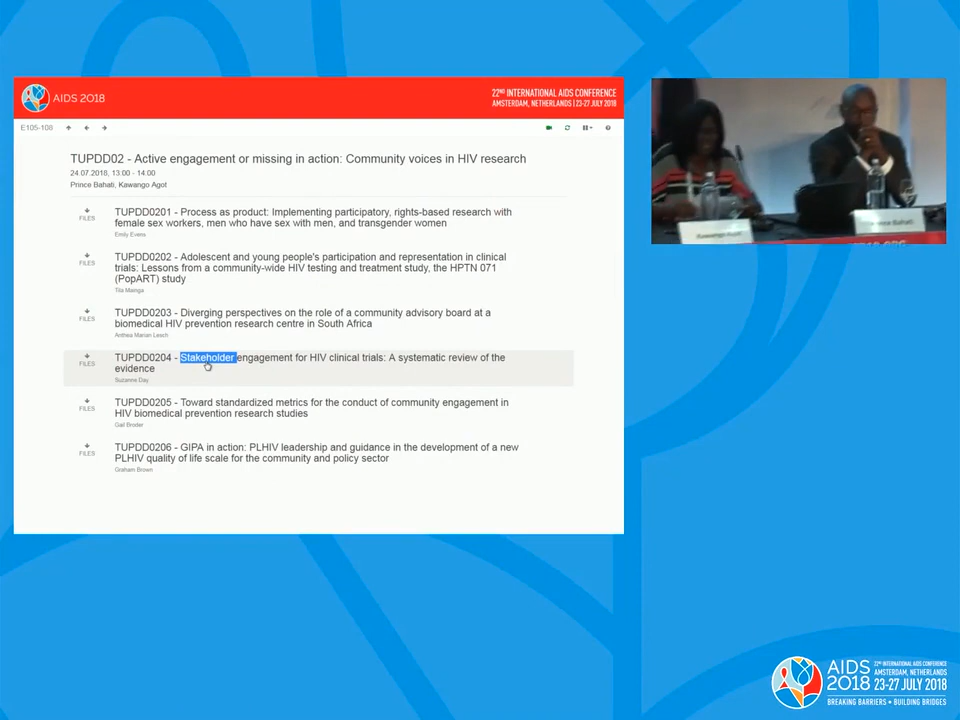 AIDS 2018
22ND INTERNATIONAL AIDS CONFERENCE
AMSTERDAM, NETHERLANDS | 23-27 JULY 2018
E105-108
TUPDD02 - Active engagement or missing in action: Community voices in HIV research
24.07.2018, 13:00 - 14:00
Prince Bahati, Kawango Agot
FILES
TUPDD0201 - Process as product: Implementing participatory, rights-based research with
female sex workers, men who have sex with men, and transgender women
Emily Evens
FILES
TUPDD0202 - Adolescent and young people's participation and representation in clinical
trials: Lessons from a community-wide HIV testing and treatment study, the HPTN 071
(PopART) study
Tila Mainga
FILES
TUPDD0203 - Diverging perspectives on the role of a community advisory board at a
biomedical HIV prevention research centre in South Africa
Anthea Marian Lesch
FILES
TUPDD0204 - Stakeholder engagement for HIV clinical trials: A systematic review of the
evidence
Suzanne Day
FILES
TUPDD0205 - Toward standardized metrics for the conduct of community engagement in
HIV biomedical prevention research studies
Gail Broder
FILES
TUPDD0206 - GIPA in action: PLHIV leadership and guidance in the development of a new
PLHIV quality of life scale for the community and policy sector
Graham Brown
Kawango Agot
Prince Bahati
AIDS
2018
22ND INTERNATIONAL AIDS CONFERENCE
AMSTERDAM, NETHERLANDS
23-27 JULY 2018
BREAKING BARRIERS • BUILDING BRIDGES